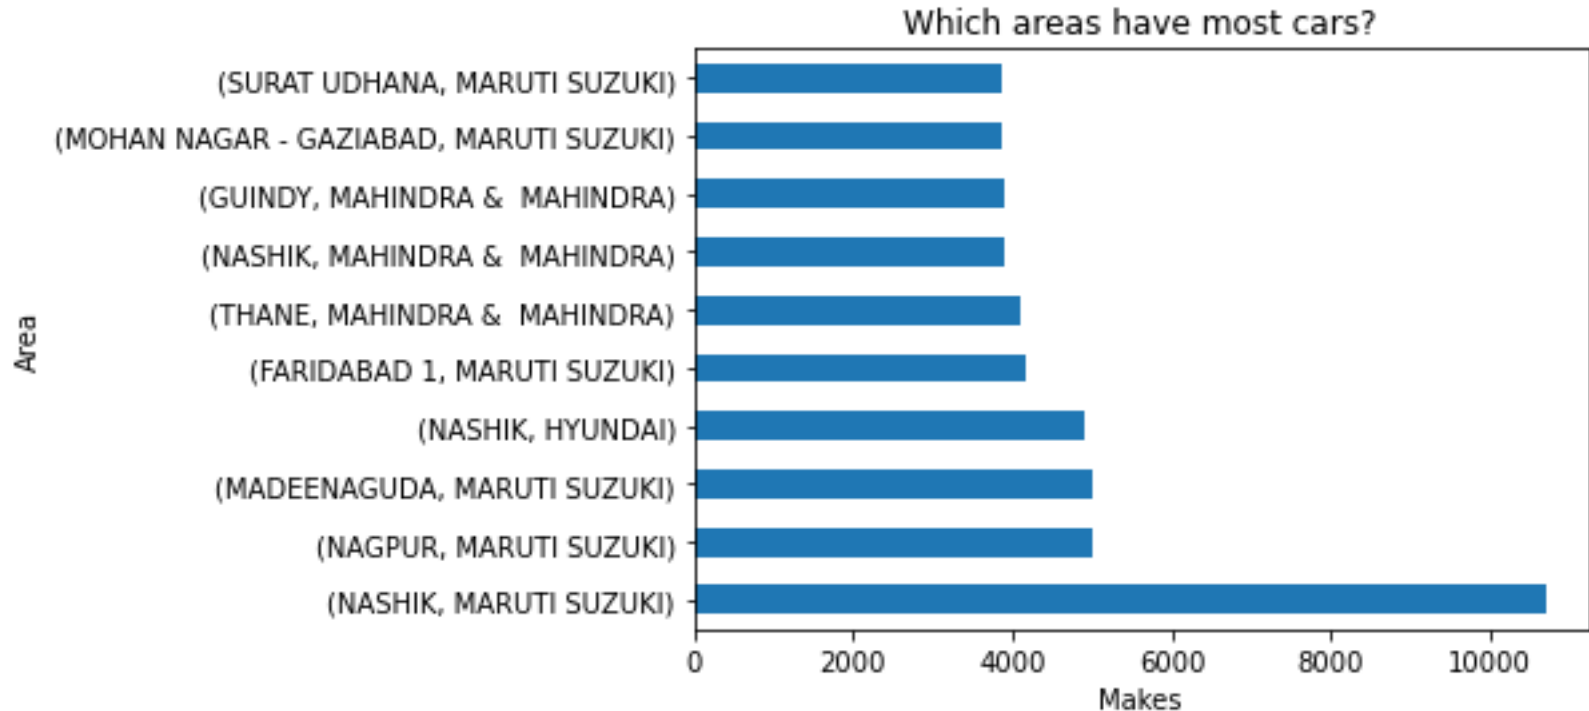 Which areas have most cars?
(SURAT UDHANA, MARUTI SUZUKI)
(MOHAN NAGAR - GAZIABAD, MARUTI SUZUKI)
(GUINDY, MAHINDRA &  MAHINDRA)
(NASHIK, MAHINDRA &  MAHINDRA)
(THANE, MAHINDRA &  MAHINDRA)
(FARIDABAD 1, MARUTI SUZUKI)
(NASHIK, HYUNDAI)
(MADEENAGUDA, MARUTI SUZUKI)
(NAGPUR, MARUTI SUZUKI)
(NASHIK, MARUTI SUZUKI)
Area
0 2000 4000 6000 8000 10000
Makes